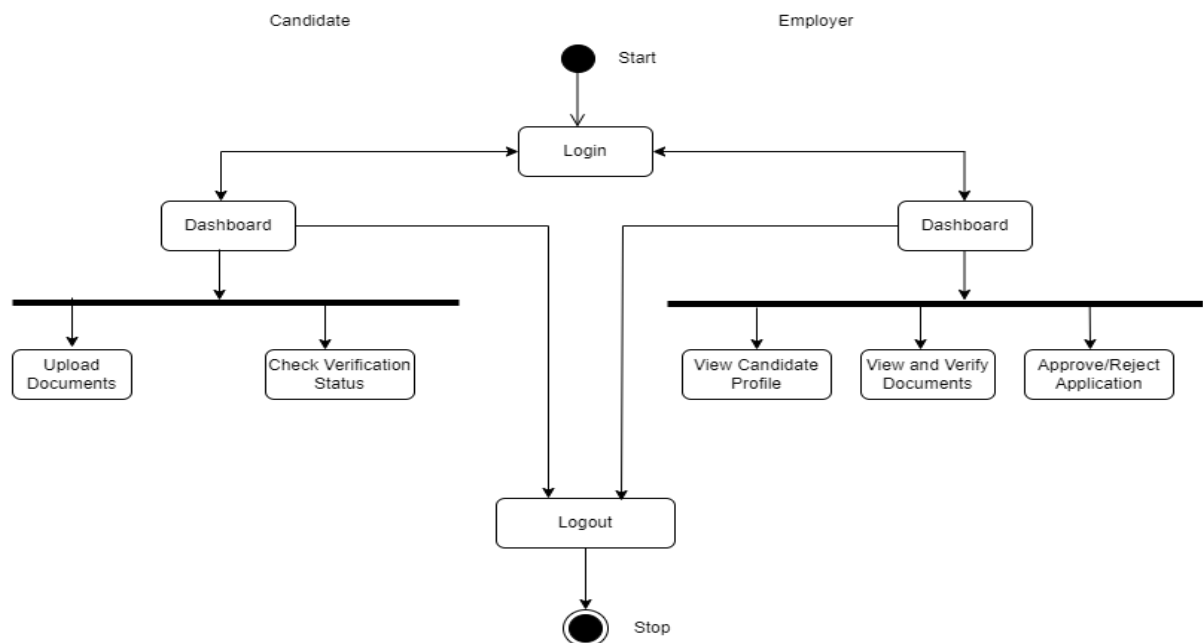 Candidate
Employer
Start
Login
Dashboard
Dashboard
Upload
Documents
Check Verification
Status
View Candidate
Profile
View and Verify
Documents
Approve/Reject
Application
Logout
Stop